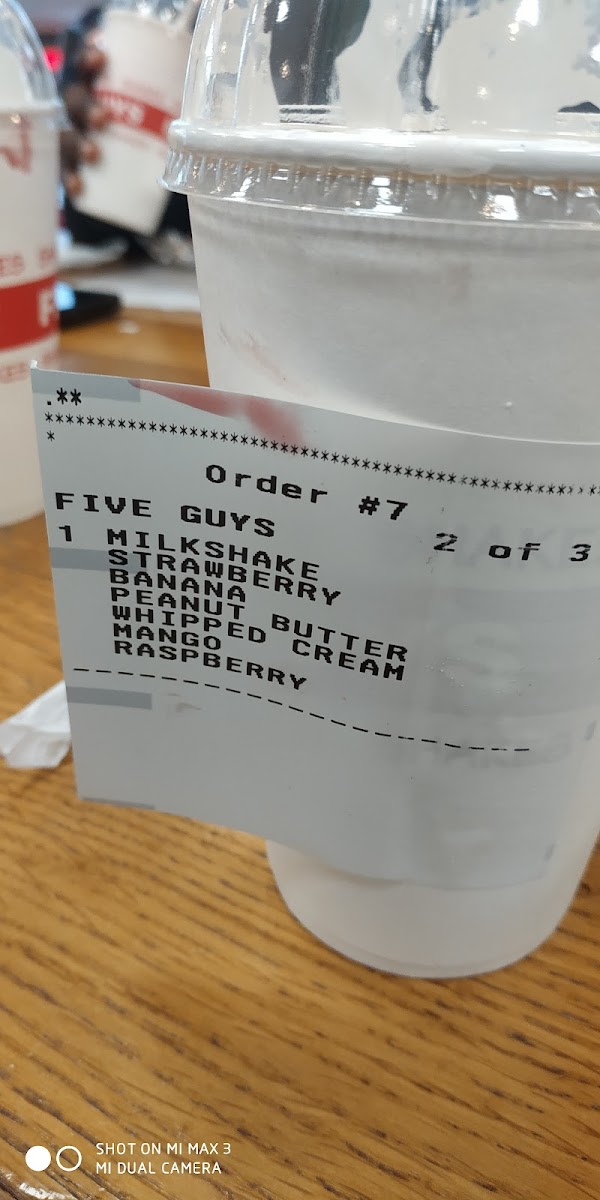 .**
*************************************************
*
Order #7
FIVE GUYS
2 of 3
1 MILKSHAKE
STRAWBERRY
BANANA
PEANUT BUTTER
WHIPPED CREAM
MANGO
RASPBERRY
--------------------
SHOT ON MI MAX 3
MI DUAL CAMERA